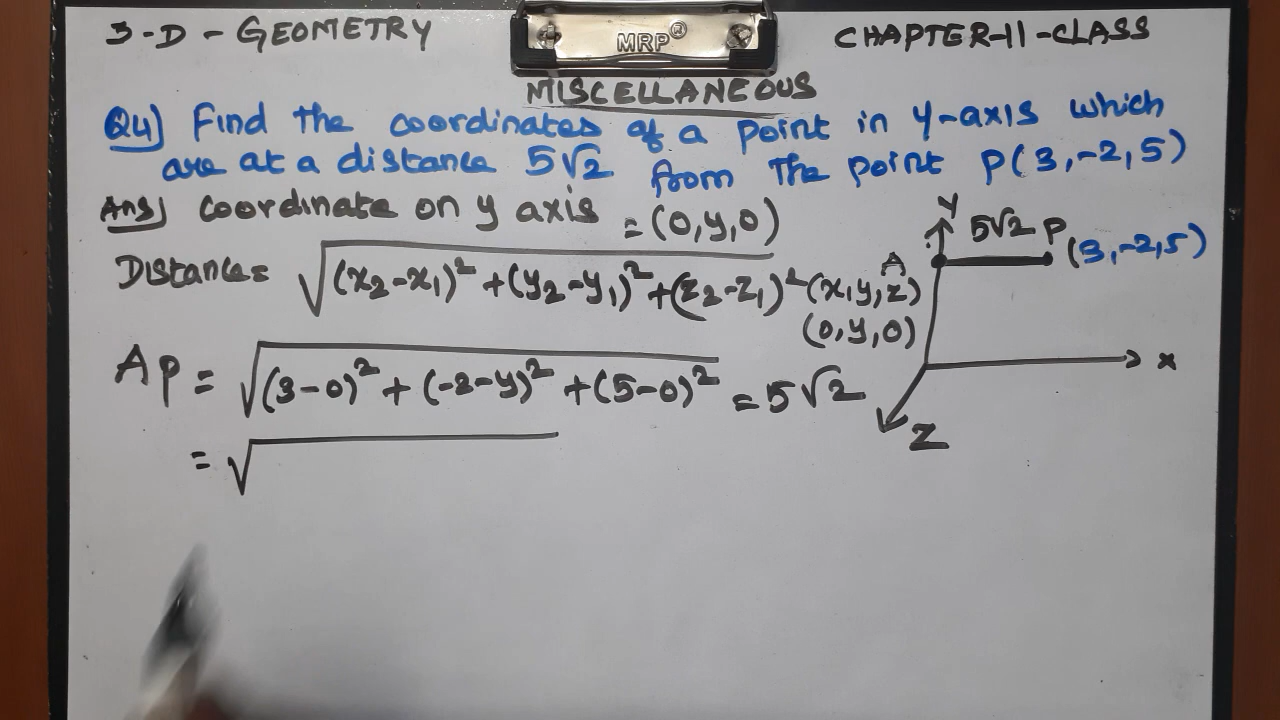 3-D-GEOMETRY
MRP®
CHAPTER-11-CLASS
MISCELLANEOUS
Q4) Find the coordinates of a point in y-axis which
are at a distance 5√2 from the point P(3,-2,5)
Ans) Coordinate on y axis = (0,y,0)
Distance = √(x₂-x₁)² + (y₂-y₁)² + (z₂-z₁)²
AP = √(3-0)² + (-2-y)² + (5-0)² = 5√2
= √
Y
5√2 P
A (3,-2,5)
(x,y,z)
(0,y,0)
x
Z